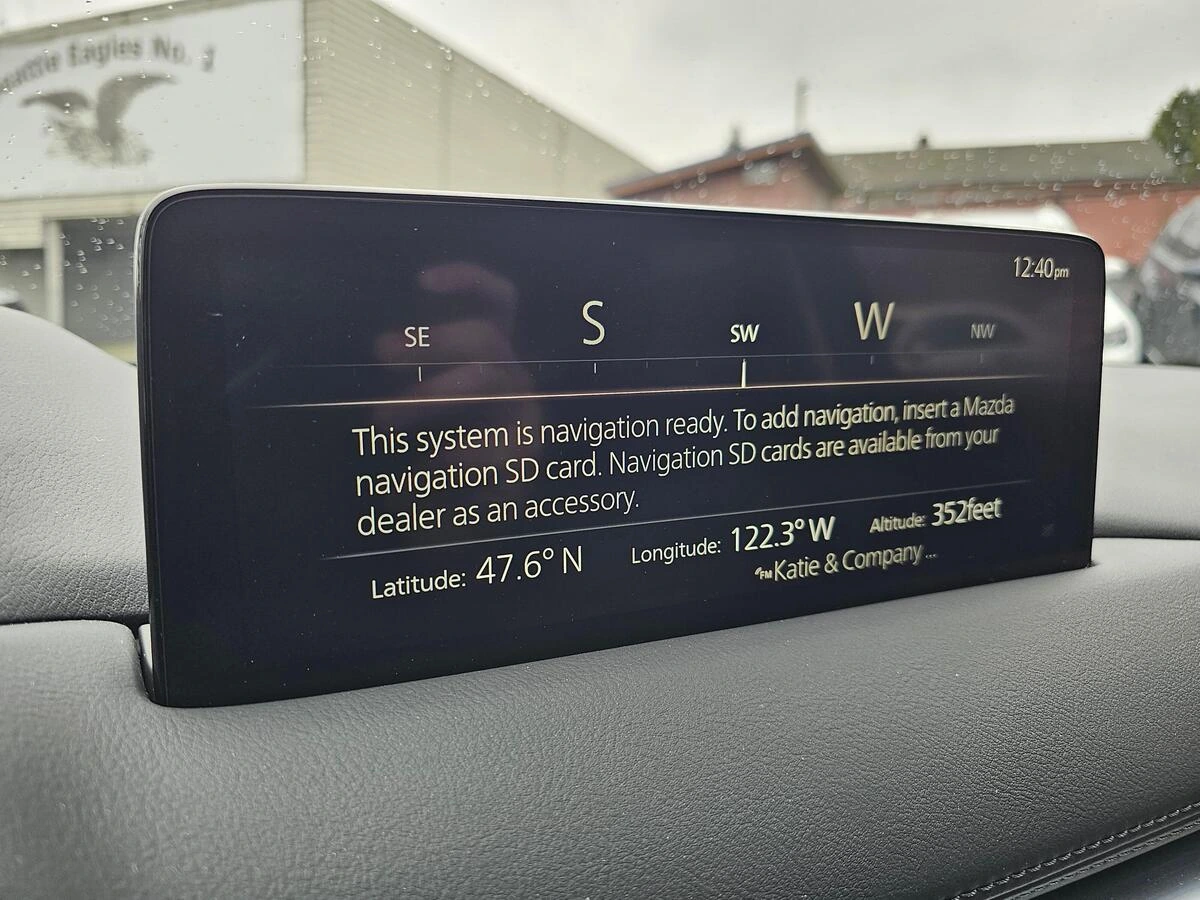 Eagles No. 1
12:40pm
SE S SW W NW
This system is navigation ready. To add navigation, insert a Mazda
navigation SD card. Navigation SD cards are available from your
dealer as an accessory.
Latitude: 47.6° N Longitude: 122.3° W Altitude: 352feet
FM Katie & Company ...